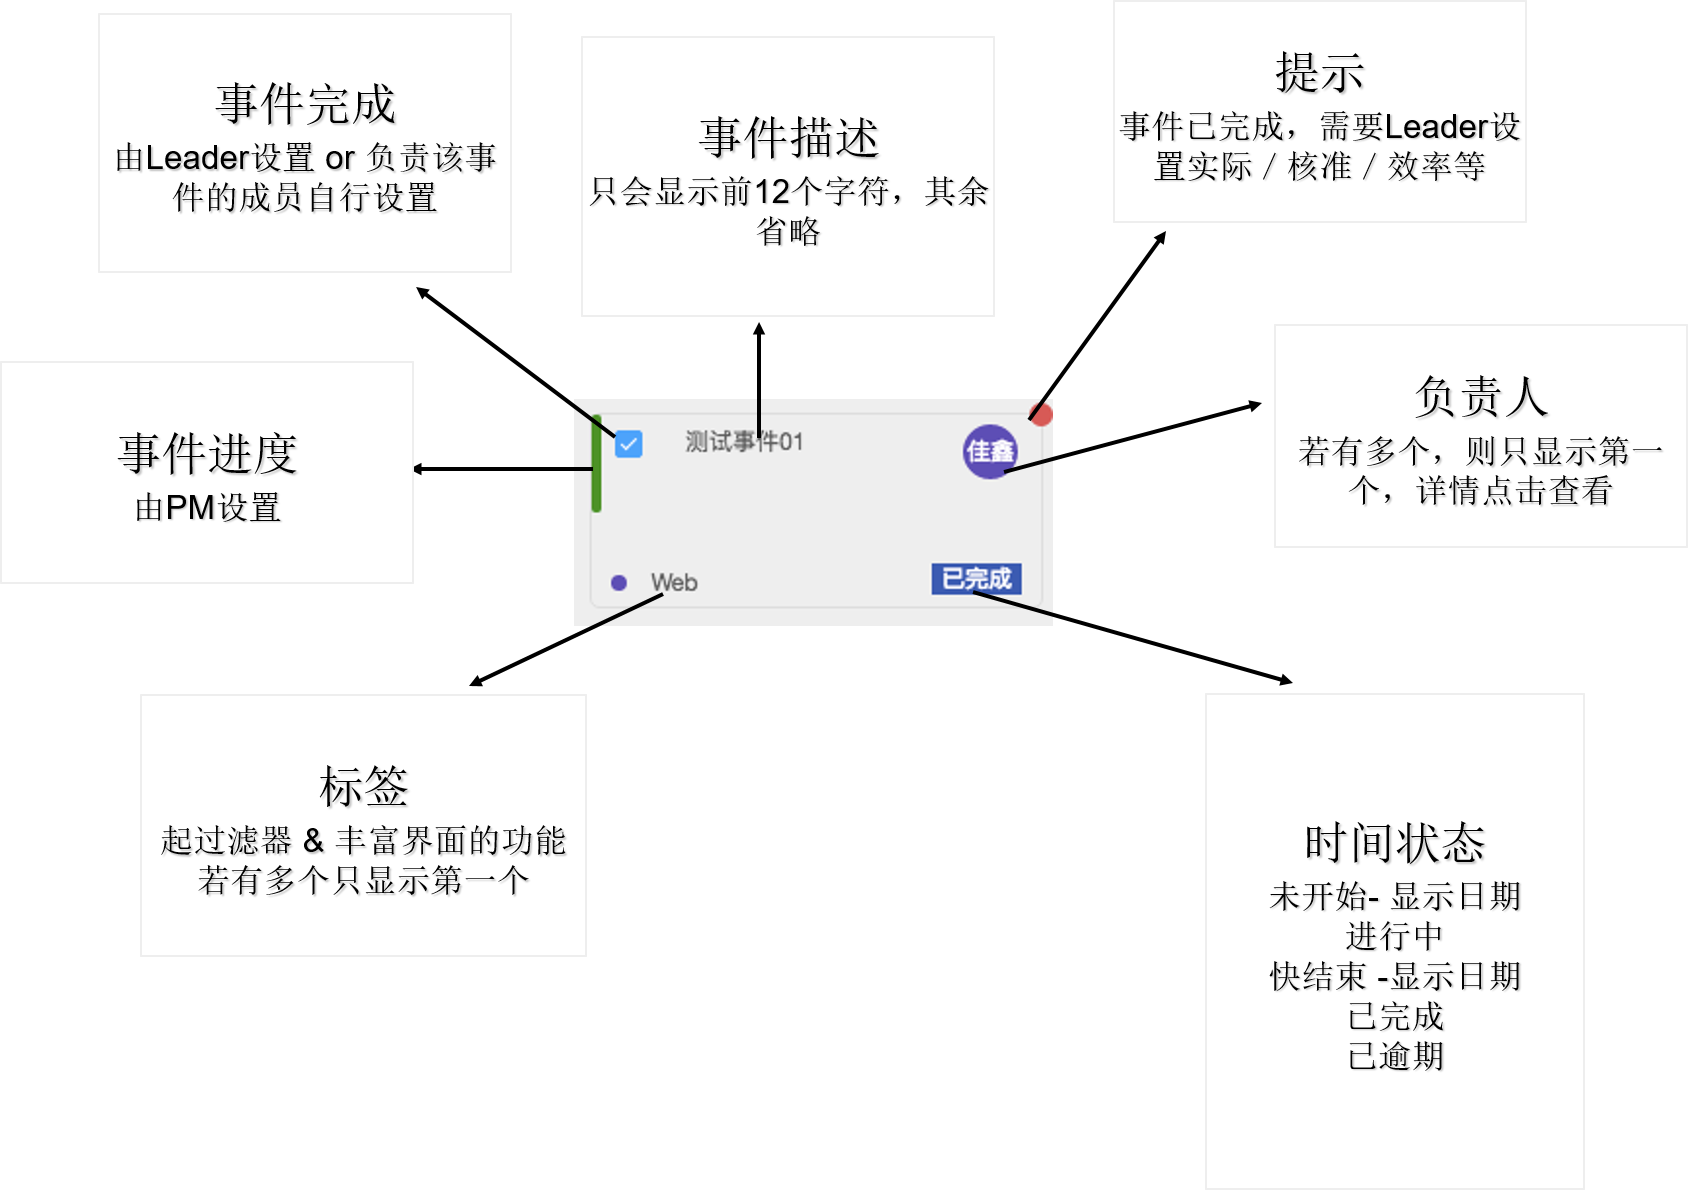 事件完成
由Leader设置 or 负责该事
件的成员自行设置
事件描述
只会显示前12个字符，其余
省略
提示
事件已完成，需要Leader设
置实际 / 核准 / 效率等
事件进度
由PM设置
测试事件01
佳鑫
Web
已完成
负责人
若有多个，则只显示第一
个，详情点击查看
标签
起过滤器 & 丰富界面的功能
若有多个只显示第一个
时间状态
未开始- 显示日期
进行中
快结束 -显示日期
已完成
已逾期